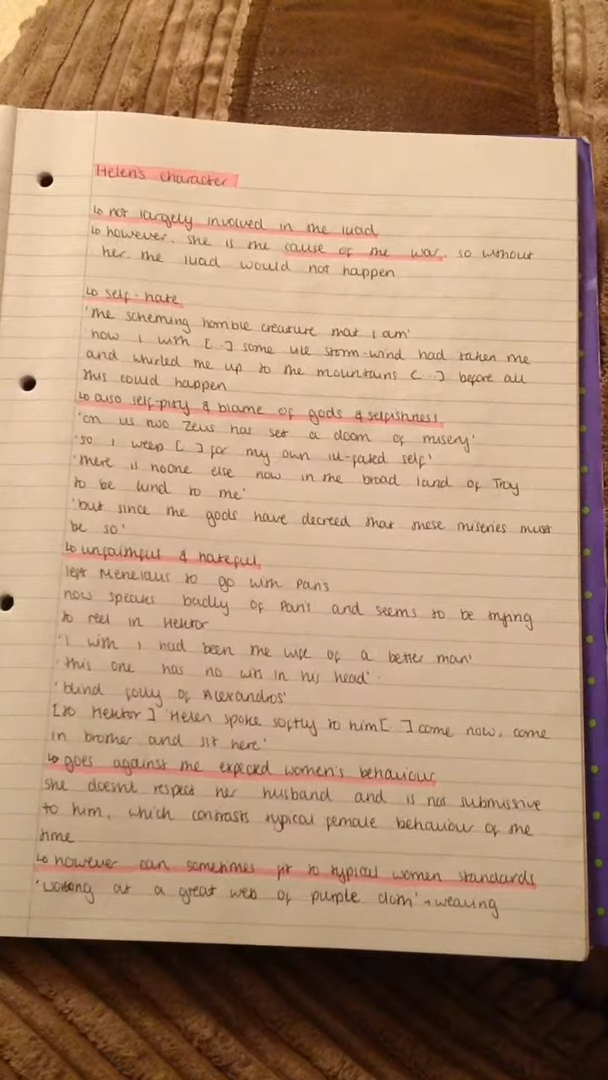 Helen's character
↳ not largely involved in the Iliad
↳ however, she is the cause of the war, so without
her the Iliad would not happen
↳ self-hate
'the scheming horrible creature that I am'
'now I wish [..] some vile storm-wind had taken me
and whirled me up to the mountains [..] before all
this could happen
↳ also self-pity & blame of gods & selfishness
'on us two Zeus has set a doom of misery'
'so I weep [ ] for my own ill-fated self'
'there is noone else now in the broad land of Troy
to be kind to me'
'but since the gods have decreed that these miseries must
be so'
↳ unfaithful & hateful
left Menelaus to go with Paris
now speaks badly of Paris and seems to be trying
to reel in Hektor
'I wish I had been the wife of a better man'
'this one has no wits in his head'
'blind folly of Alexandros'
[to Hektor] 'Helen spoke softly to him [ ] come now, come
in brother and sit here'
↳ goes against the expected women's behaviour
she doesnt respect her husband and is not submissive
to him, which contrasts typical female behaviour of the
time
↳ however can sometimes fit to typical women standards
'working at a great web of purple cloth' → weaving